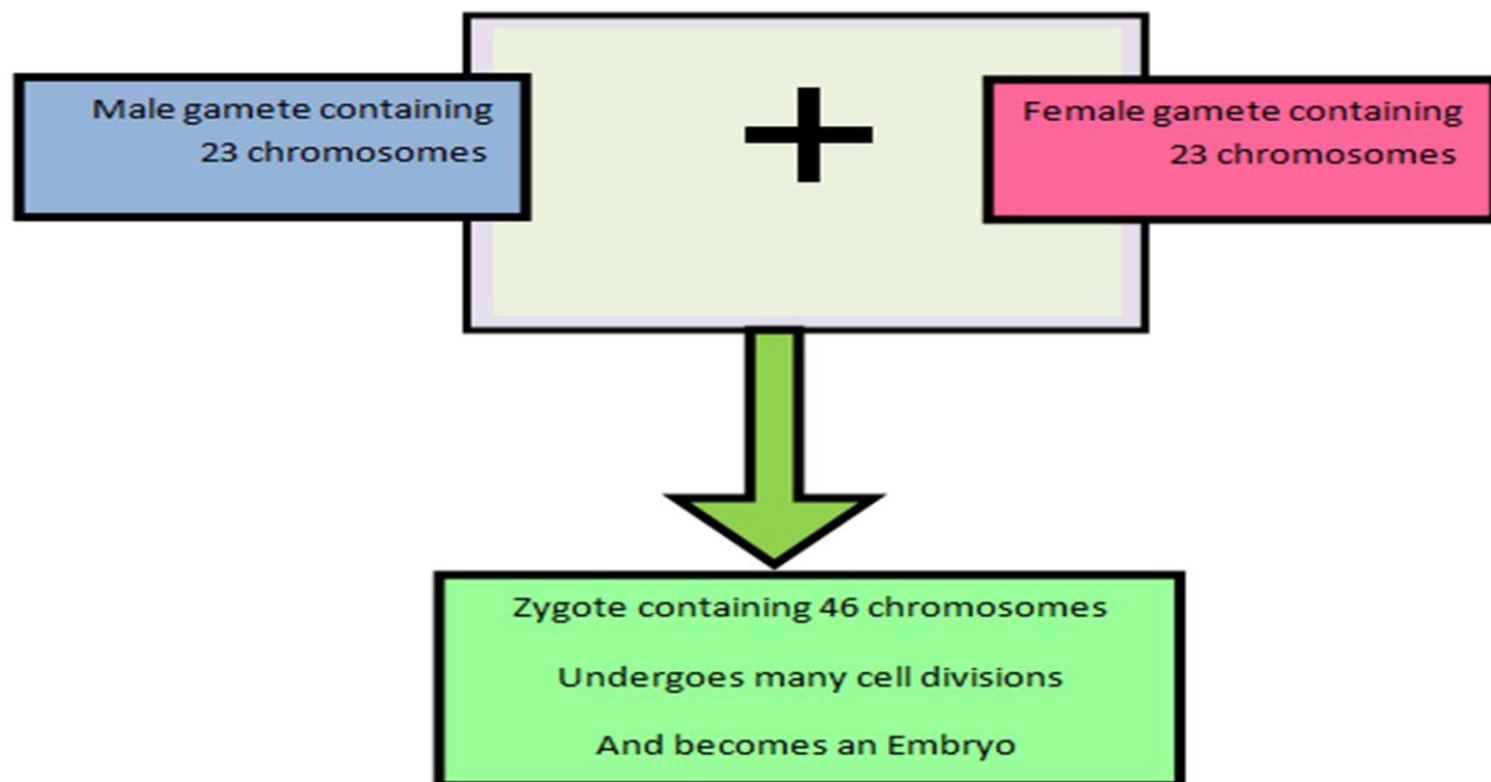 Male gamete containing
23 chromosomes
+
Female gamete containing
23 chromosomes
Zygote containing 46 chromosomes
Undergoes many cell divisions
And becomes an Embryo